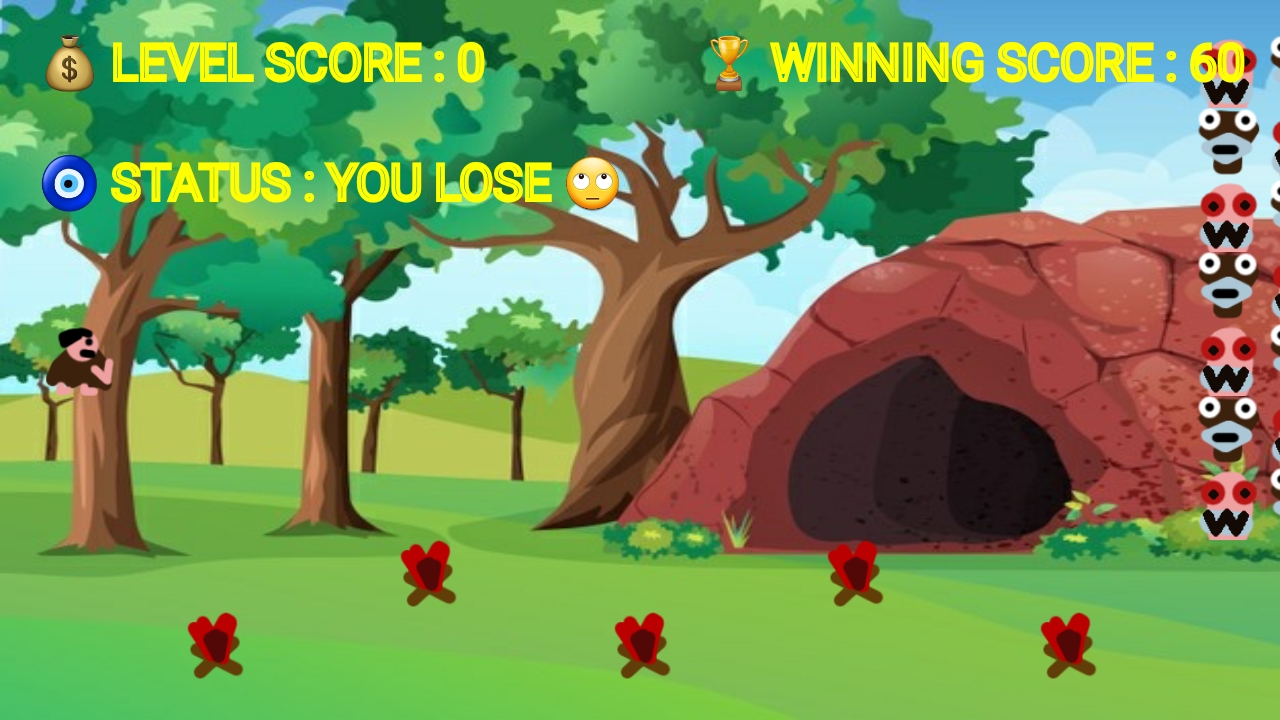 💰 LEVEL SCORE : 0
🏆 WINNING SCORE : 60
🧿 STATUS : YOU LOSE 🙄